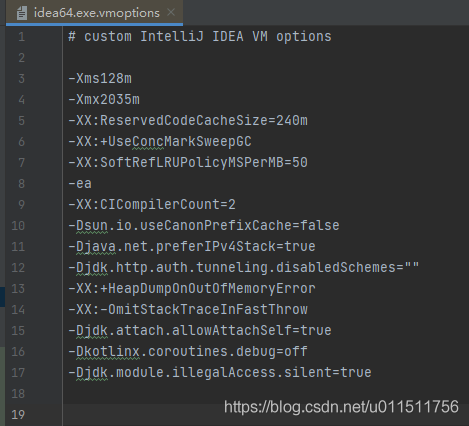 idea64.exe.vmoptions
1 # custom IntelliJ IDEA VM options
2
3 -Xms128m
4 -Xmx2035m
5 -XX:ReservedCodeCacheSize=240m
6 -XX:+UseConcMarkSweepGC
7 -XX:SoftRefLRUPolicyMSPerMB=50
8 -ea
9 -XX:CICompilerCount=2
10 -Dsun.io.useCanonPrefixCache=false
11 -Djava.net.preferIPv4Stack=true
12 -Djdk.http.auth.tunneling.disabledSchemes=""
13 -XX:+HeapDumpOnOutOfMemoryError
14 -XX:-OmitStackTraceInFastThrow
15 -Djdk.attach.allowAttachSelf=true
16 -Dkotlinx.coroutines.debug=off
17 -Djdk.module.illegalAccess.silent=true
18
19
https://blog.csdn.net/u011511756